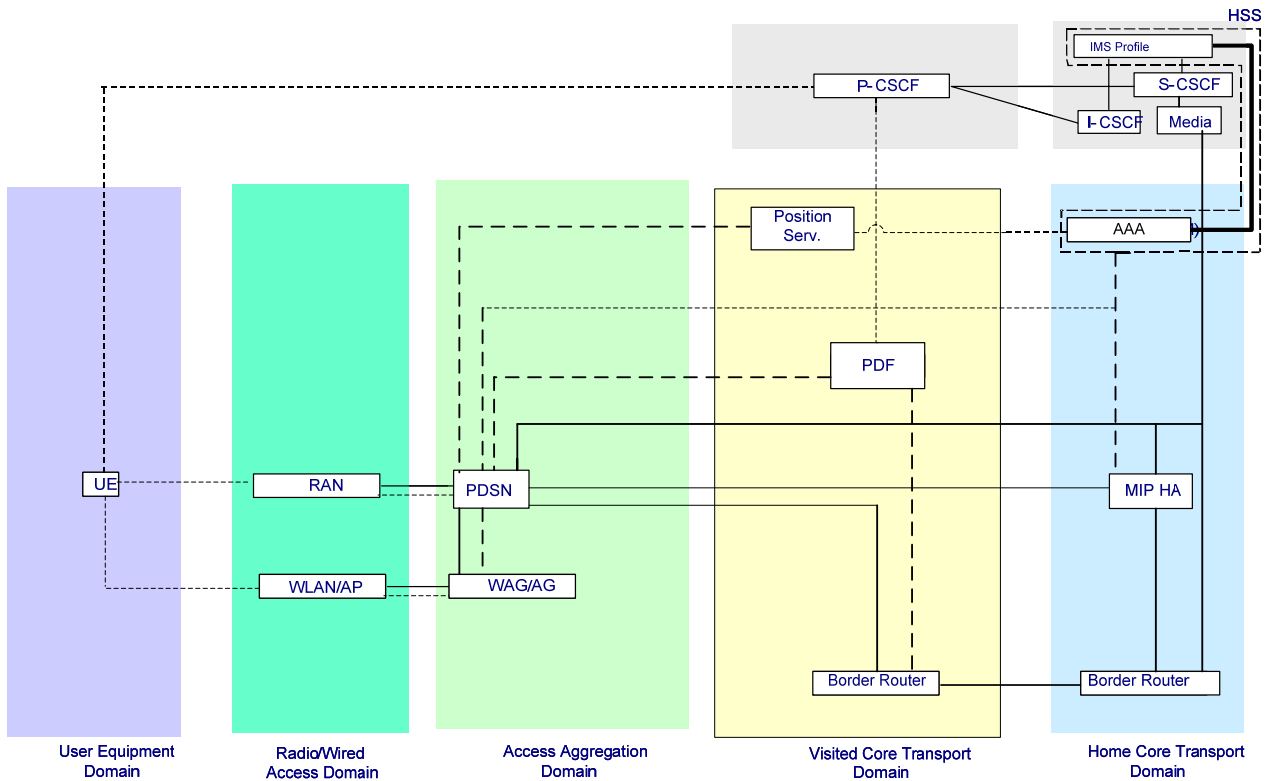 HSS
IMS Profile
P-CSCF
S-CSCF
I-CSCF
Media
Position
Serv.
AAA
)
PDF
UE
RAN
PDSN
MIP HA
WLAN/AP
WAG/AG
Border Router
Border Router
User Equipment
Domain
Radio/Wired
Access Domain
Access Aggregation
Domain
Visited Core Transport
Domain
Home Core Transport
Domain